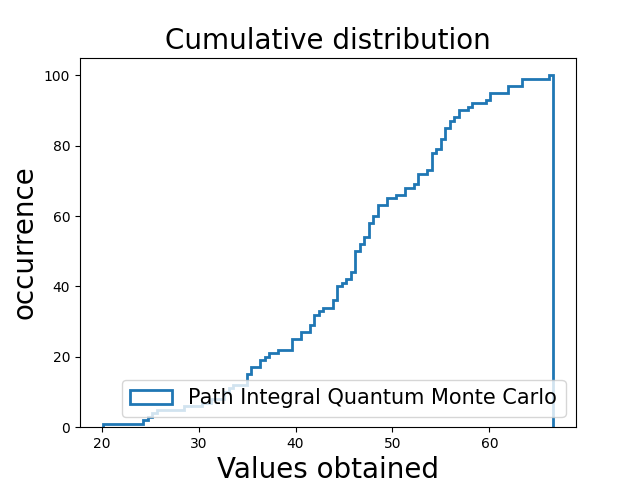 Cumulative distribution
occurrence
100
80
60
40
20
0
Path Integral Quantum Monte Carlo
20 30 40 50 60
Values obtained